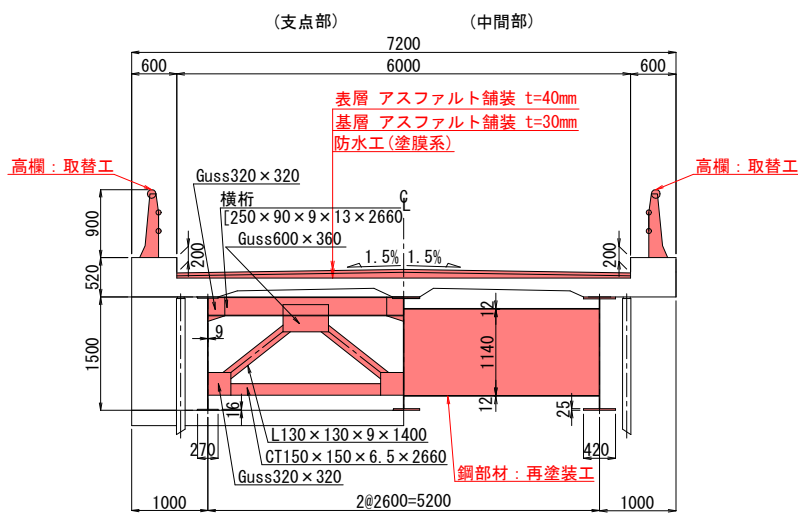 (支点部)
(中間部)
7200
600
6000
600
表層 アスファルト舗装 t=40mm
基層 アスファルト舗装 t=30mm
防水工(塗膜系)
高欄：取替工
高欄：取替工
Guss320×320
横桁
[250×90×9×13×2660
Guss600×360
CL
900
200
1.5%
1.5%
200
520
12
9
1500
1140
16
12
25
L130×130×9×1400
270
420
CT150×150×6.5×2660
Guss320×320
鋼部材：再塗装工
1000
2@2600=5200
1000